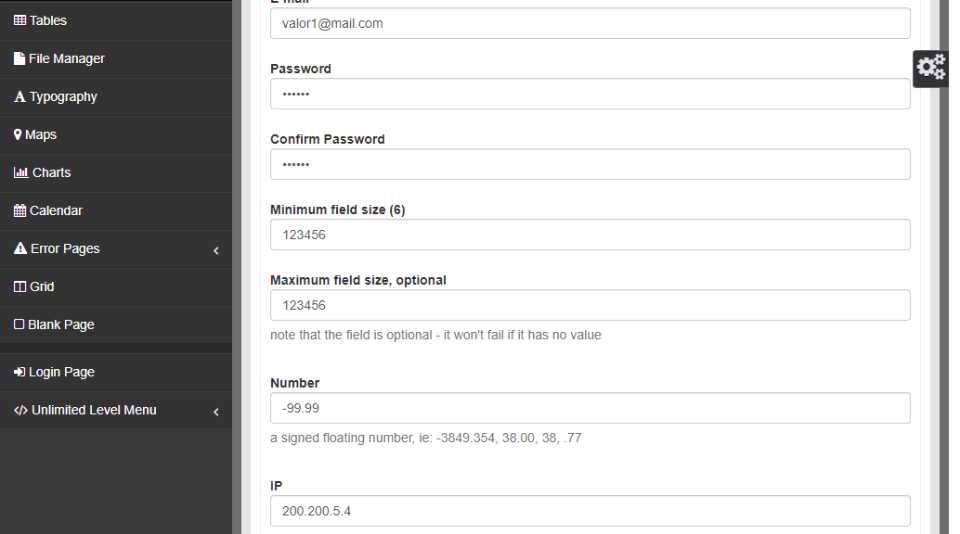 Tables
File Manager
Typography
Maps
Charts
Calendar
Error Pages
Grid
Blank Page
Login Page
Unlimited Level Menu
E-mail
valor1@mail.com
Password
••••••
Confirm Password
••••••
Minimum field size (6)
123456
Maximum field size, optional
123456
note that the field is optional - it won't fail if it has no value
Number
-99.99
a signed floating number, ie: -3849.354, 38.00, 38, .77
IP
200.200.5.4